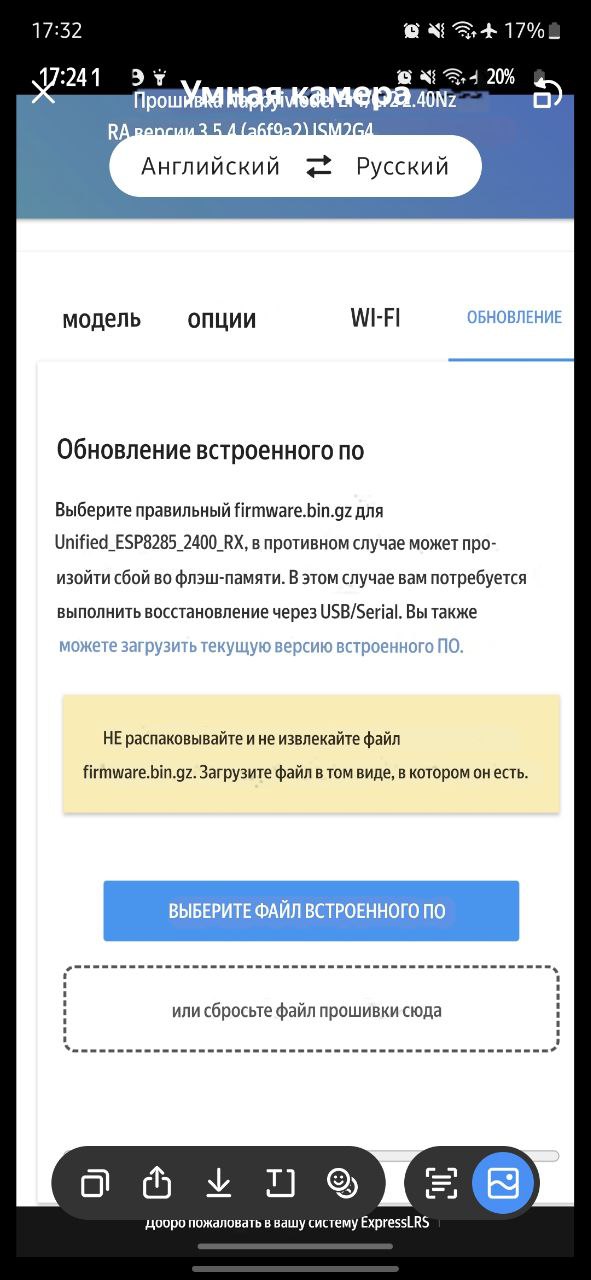 17:32
17%
17:24 1
20%
Умная камера
Прошивка
2.40Nz
RA версии 3.5.4 (a6f9a2) ISM2G4
Английский Русский
модель опции WI-FI ОБНОВЛЕНИЕ
Обновление встроенного по
Выберите правильный firmware.bin.gz для
Unified_ESP8285_2400_RX, в противном случае может про-
изойти сбой во флэш-памяти. В этом случае вам потребуется
выполнить восстановление через USB/Serial. Вы также
можете загрузить текущую версию встроенного ПО.
НЕ распаковывайте и не извлекайте файл
firmware.bin.gz. Загрузите файл в том виде, в котором он есть.
ВЫБЕРИТЕ ФАЙЛ ВСТРОЕННОГО ПО
или сбросьте файл прошивки сюда
Добро пожаловать в вашу систему ExpressLRS